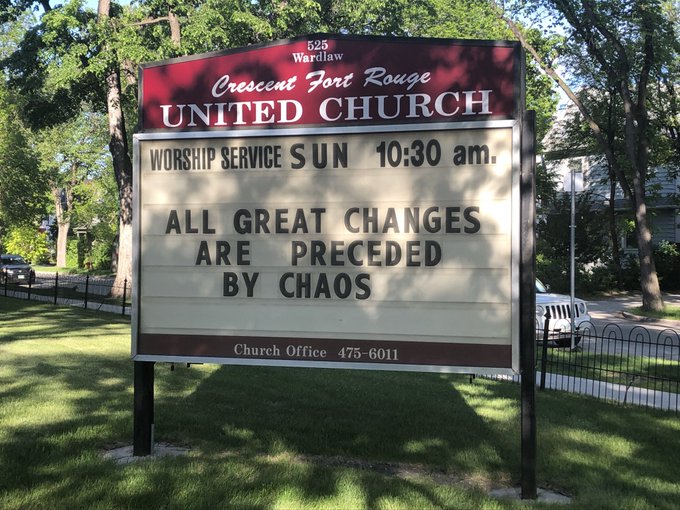 525
Wardlaw
Crescent Fort Rouge
UNITED CHURCH
WORSHIP SERVICE SUN 10:30 am.
ALL GREAT CHANGES
ARE PRECEDED
BY CHAOS
Church Office 475-6011